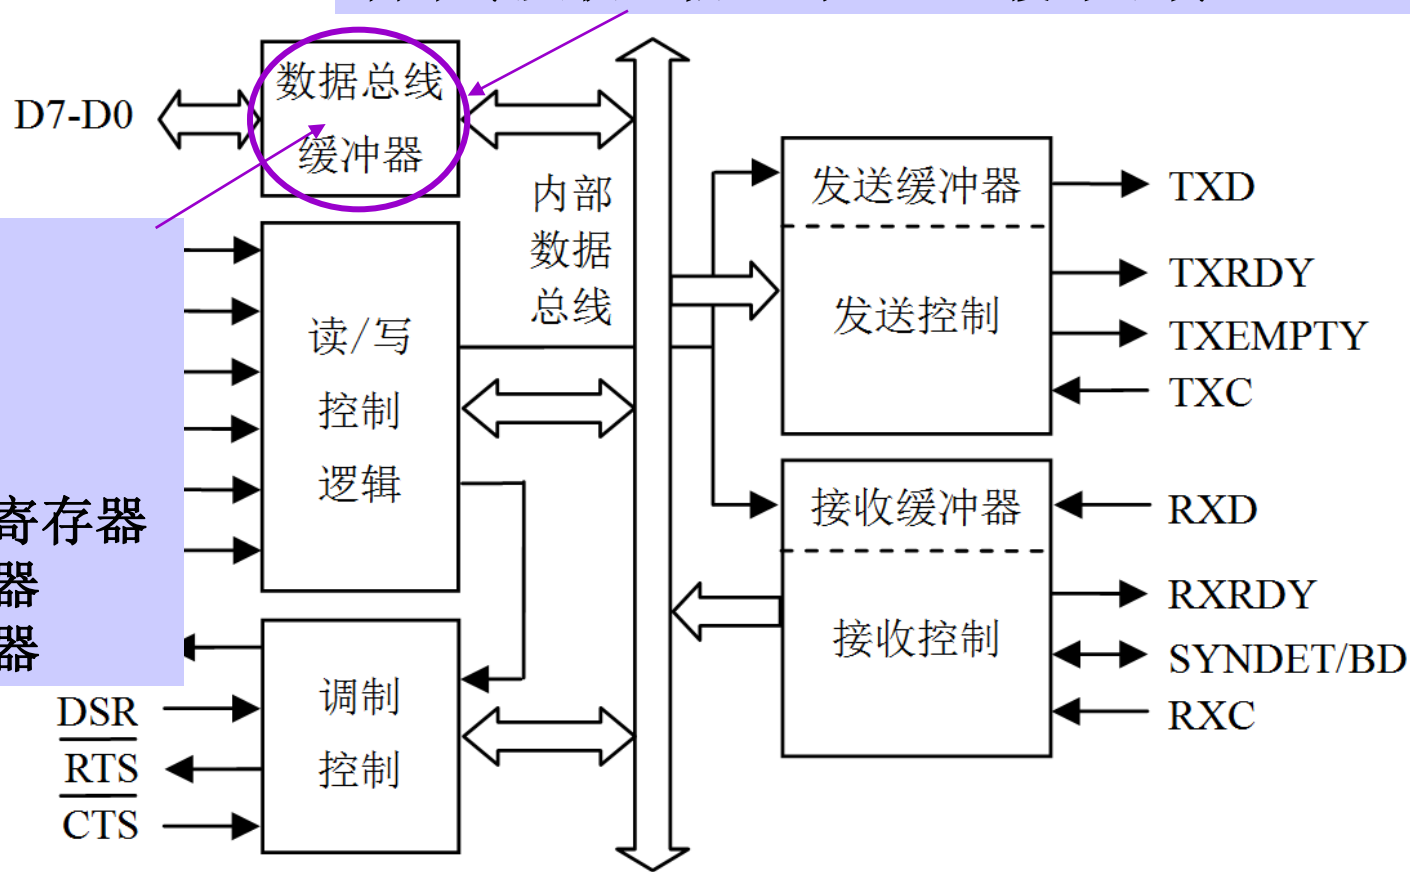 D7-D0
数据总线
缓冲器
内部
数据
总线
读/写
控制
逻辑
寄存器
器
器
DSR
RTS
CTS
调制
控制
发送缓冲器
发送控制
TXD
TXRDY
TXEMPTY
TXC
接收缓冲器
接收控制
RXD
RXRDY
SYNDET/BD
RXC